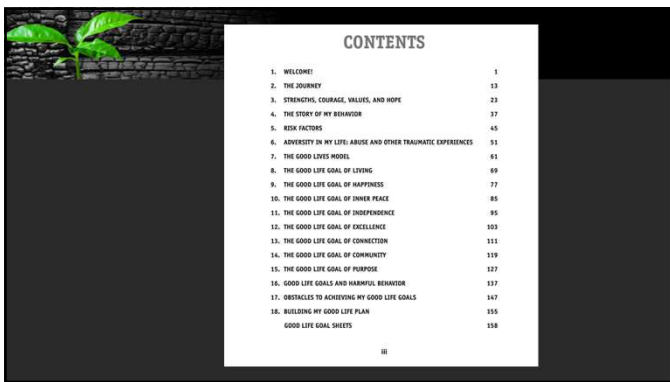 CONTENTS
1. WELCOME! 1
2. THE JOURNEY 13
3. STRENGTHS, COURAGE, VALUES, AND HOPE 23
4. THE STORY OF MY BEHAVIOR 37
5. RISK FACTORS 45
6. ADVERSITY IN MY LIFE: ABUSE AND OTHER TRAUMATIC EXPERIENCES 51
7. THE GOOD LIVES MODEL 61
8. THE GOOD LIFE GOAL OF LIVING 69
9. THE GOOD LIFE GOAL OF HAPPINESS 77
10. THE GOOD LIFE GOAL OF INNER PEACE 85
11. THE GOOD LIFE GOAL OF INDEPENDENCE 95
12. THE GOOD LIFE GOAL OF EXCELLENCE 103
13. THE GOOD LIFE GOAL OF CONNECTION 111
14. THE GOOD LIFE GOAL OF COMMUNITY 119
15. THE GOOD LIFE GOAL OF PURPOSE 127
16. GOOD LIFE GOALS AND HARMFUL BEHAVIOR 137
17. OBSTACLES TO ACHIEVING MY GOOD LIFE GOALS 147
18. BUILDING MY GOOD LIFE PLAN 155
GOOD LIFE GOAL SHEETS 158
iii